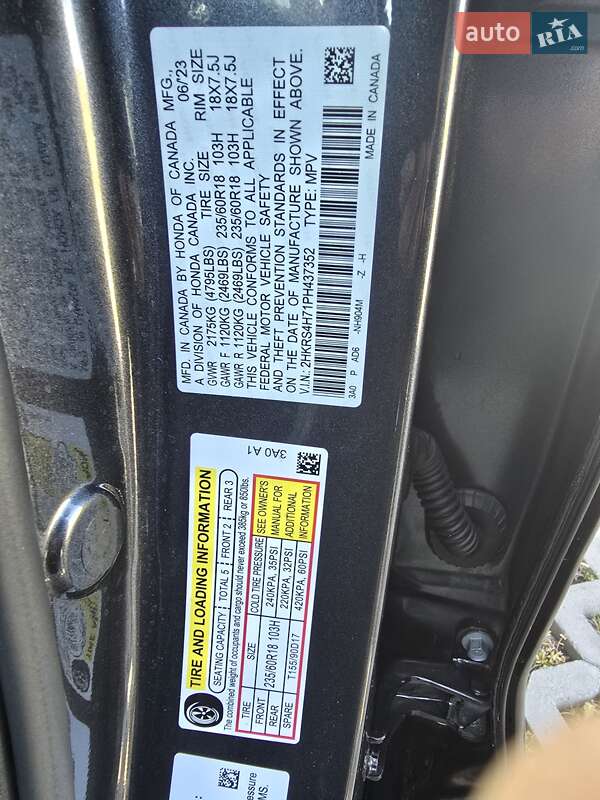 auto RIA.com
MFD. IN CANADA BY HONDA OF CANADA MFG.,
A DIVISION OF HONDA CANADA INC. 06/23
TIRE SIZE RIM SIZE
GVWR 2175KG (4795LBS)
GAWR F 1120KG (2469LBS) 235/60R18 103H 18X7.5J
GAWR R 1120KG (2469LBS) 235/60R18 103H 18X7.5J
THIS VEHICLE CONFORMS TO ALL APPLICABLE
FEDERAL MOTOR VEHICLE SAFETY
AND THEFT PREVENTION STANDARDS IN EFFECT
ON THE DATE OF MANUFACTURE SHOWN ABOVE.
V.I.N.: 2HKRS4H71PH437352 TYPE: MPV
3A0 P AD6 -NH904M -Z -H
MADE IN CANADA
3A0 A1
TIRE AND LOADING INFORMATION
SEATING CAPACITY TOTAL 5 FRONT 2 REAR 3
The combined weight of occupants and cargo should never exceed 385kg or 850lbs.
TIRE SIZE COLD TIRE PRESSURE SEE OWNER'S MANUAL FOR ADDITIONAL INFORMATION
FRONT 235/60R18 103H 240KPA, 35PSI
REAR 220KPA, 32PSI
SPARE T155/90D17 420KPA, 60PSI